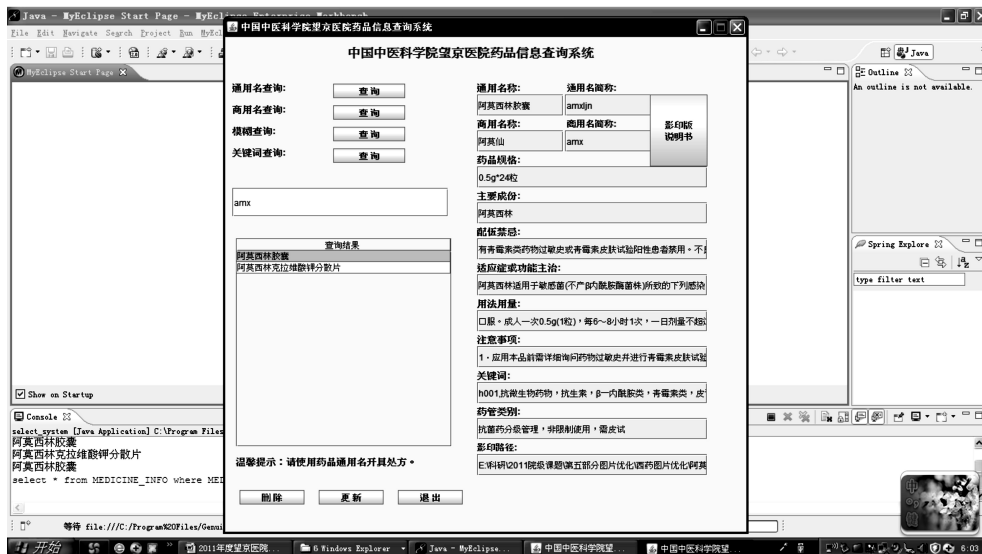 Java - MyEclipse Start Page - MyEclipse Enterprise Workbench
中国中医科学院望京医院药品信息查询系统
File Edit Navigate Search Project Run MyEcl
Java
中国中医科学院望京医院药品信息查询系统
MyEclipse Start Page
Outline
An outline is not available.
通用名查询: 查询
商用名查询: 查询
模糊查询: 查询
关键词查询: 查询
amx
查询结果
阿莫西林胶囊
阿莫西林克拉维酸钾分散片
温馨提示：请使用药品通用名开具处方。
删除 更新 退出
通用名称: 通用名简称:
阿莫西林胶囊 amxljn
商用名称: 商用名简称:
阿莫仙 amx
影印版
说明书
药品规格:
0.5g*24粒
主要成份:
阿莫西林
配伍禁忌:
有青霉素类药物过敏史或青霉素皮肤试验阳性患者禁用。不
适应症或功能主治:
阿莫西林适用于敏感菌(不产β内酰胺酶菌株)所致的下列感染
用法用量:
口服。成人一次0.5g(1粒)，每6～8小时1次，一日剂量不超
注意事项:
1．应用本品前需详细询问药物过敏史并进行青霉素皮肤试验
关键词:
h001,抗微生物药物，抗生素，β一内酰胺类，青霉素类，皮
药管类别:
抗菌药分级管理，非限制使用，需皮试
影印路径:
E:\科研\2011院级课题\第五部分图片优化\西药图片优化\阿莫
Spring Explore
type filter text
Show on Startup
Console
select_system [Java Application] C:\Program Files
阿莫西林胶囊
阿莫西林克拉维酸钾分散片
阿莫西林胶囊
select * from MEDICINE_INFO where MED
等待 file:///C:/Program%20Files/Genui
开始
2011年度望京医院...
6 Windows Explorer
Java - MyEclipse...
中国中医科学院望...
中国中医科学院望...
6:03